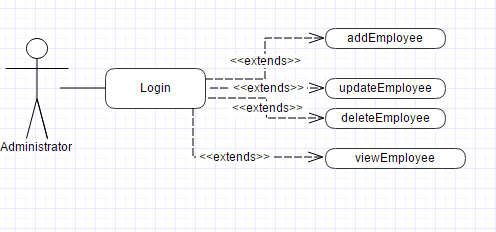 addEmployee
<<extends>>
Login
<<extends>>
updateEmployee
<<extends>>
deleteEmployee
Administrator
<<extends>>
viewEmployee